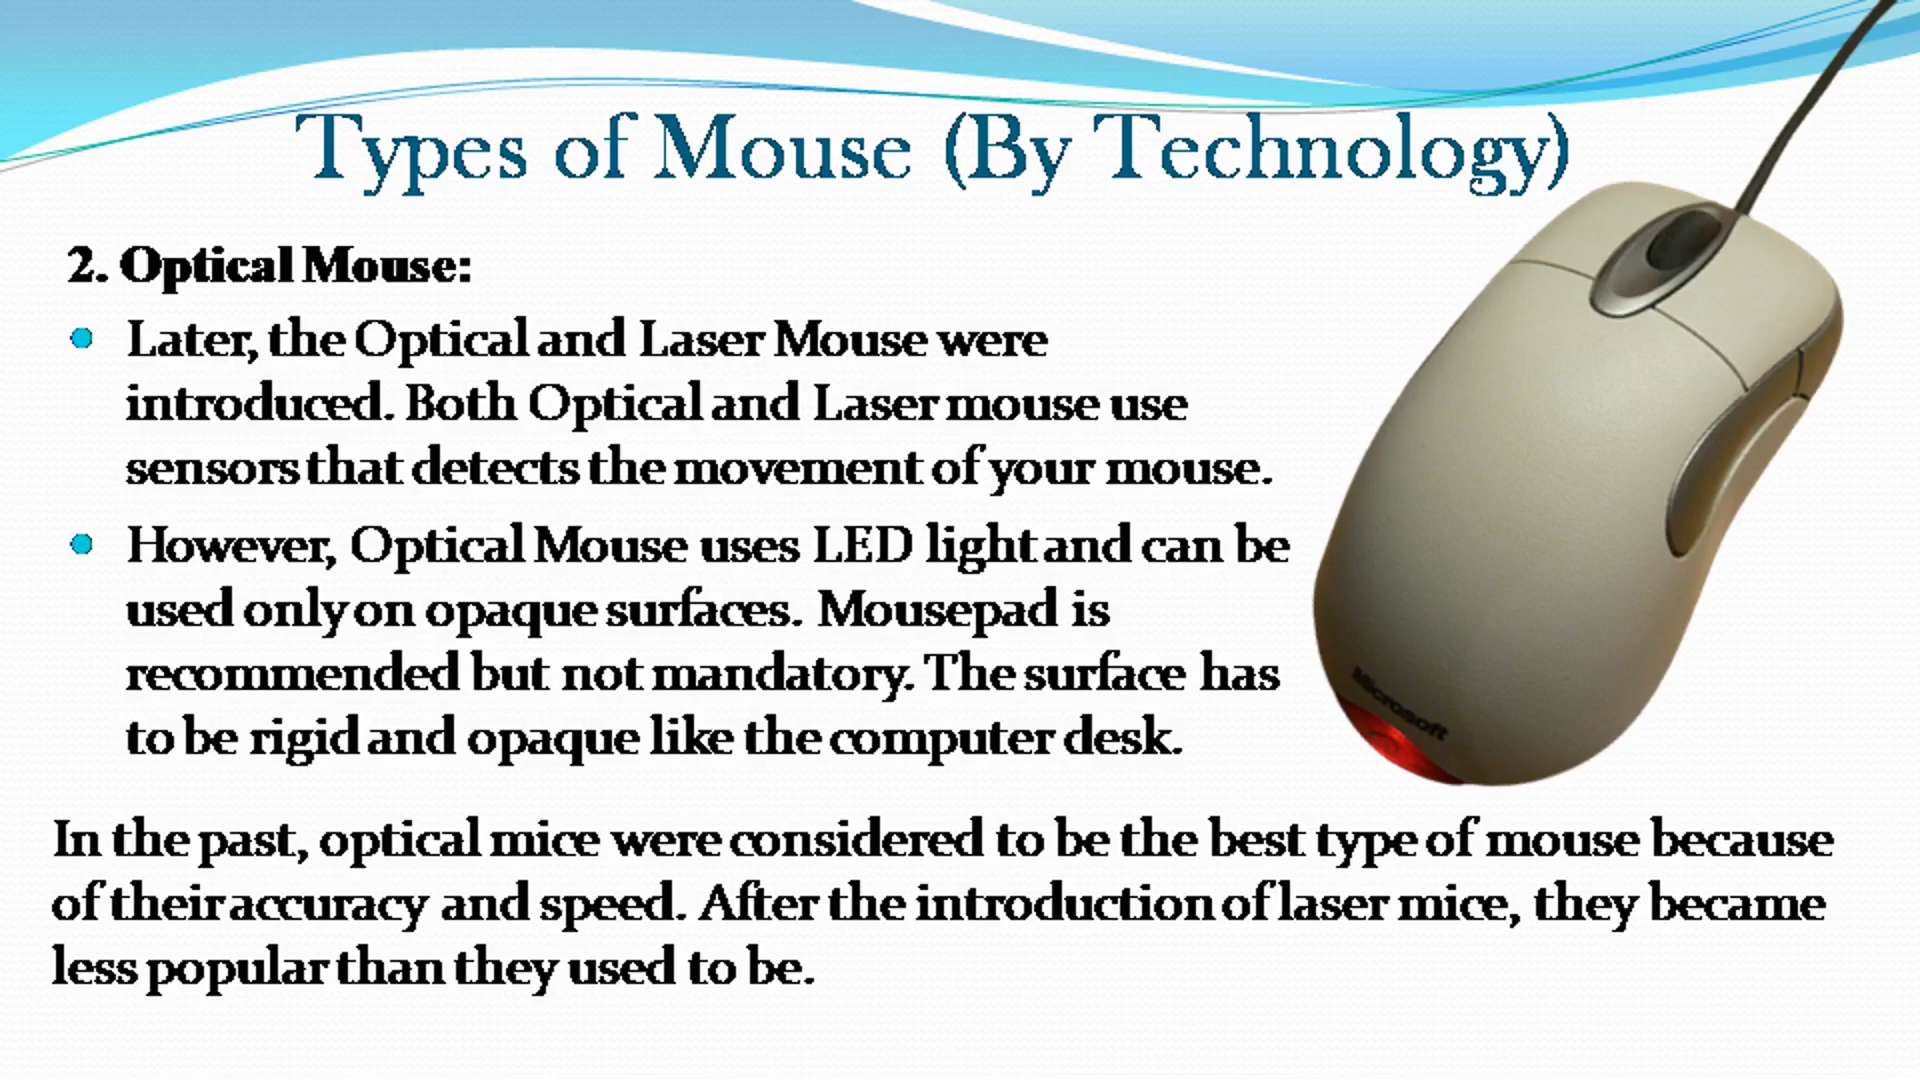 Types of Mouse (By Technology)
2. Optical Mouse:
Later, the Optical and Laser Mouse were
introduced. Both Optical and Laser mouse use
sensors that detects the movement of your mouse.
However, Optical Mouse uses LED light and can be
used only on opaque surfaces. Mousepad is
recommended but not mandatory. The surface has
to be rigid and opaque like the computer desk.
Microsoft
In the past, optical mice were considered to be the best type of mouse because
of their accuracy and speed. After the introduction of laser mice, they became
less popular than they used to be.